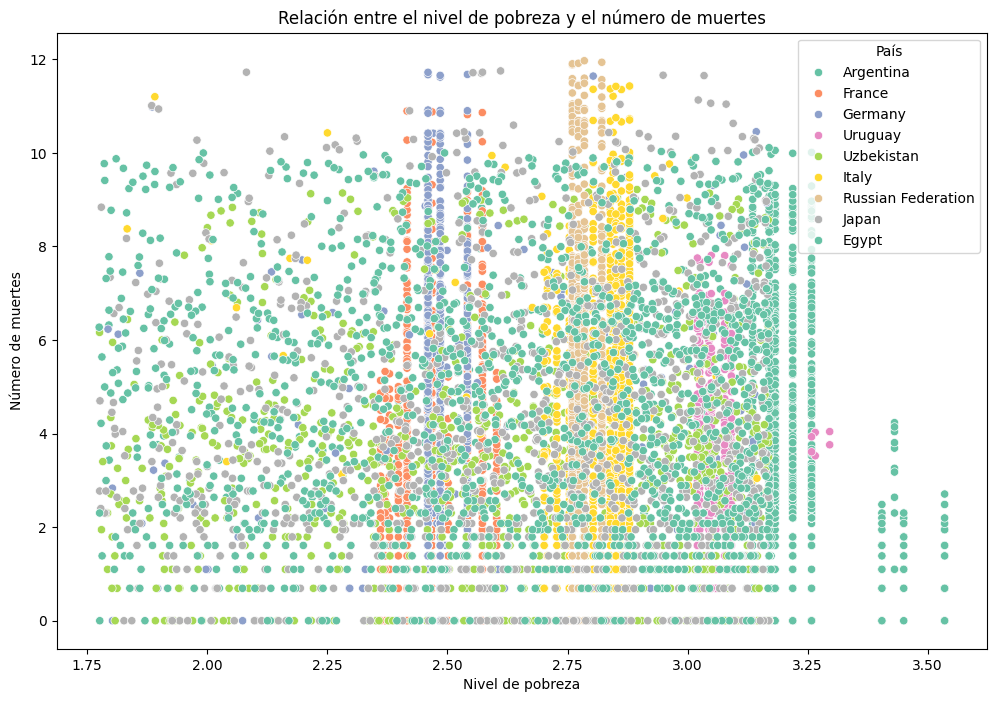 Relación entre el nivel de pobreza y el número de muertes
País
Argentina
France
Germany
Uruguay
Uzbekistan
Italy
Russian Federation
Japan
Egypt
Número de muertes
12
10
8
6
4
2
0
1.75 2.00 2.25 2.50 2.75 3.00 3.25 3.50
Nivel de pobreza